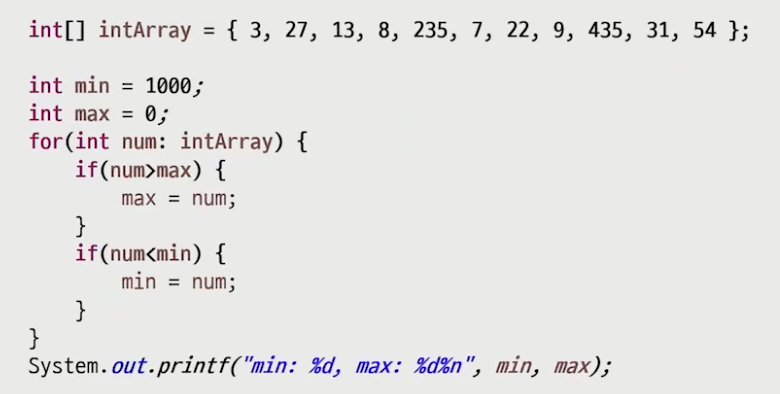 int[] intArray = { 3, 27, 13, 8, 235, 7, 22, 9, 435, 31, 54 };
int min = 1000;
int max = 0;
for(int num: intArray) {
    if(num>max) {
        max = num;
    }
    if(num<min) {
        min = num;
    }
}
System.out.printf("min: %d, max: %d%n", min, max);